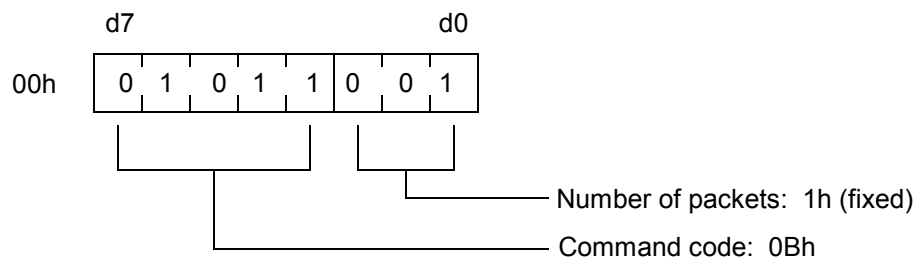 d7 d0
00h 0 1 0 1 1 0 0 1
Number of packets: 1h (fixed)
Command code: 0Bh